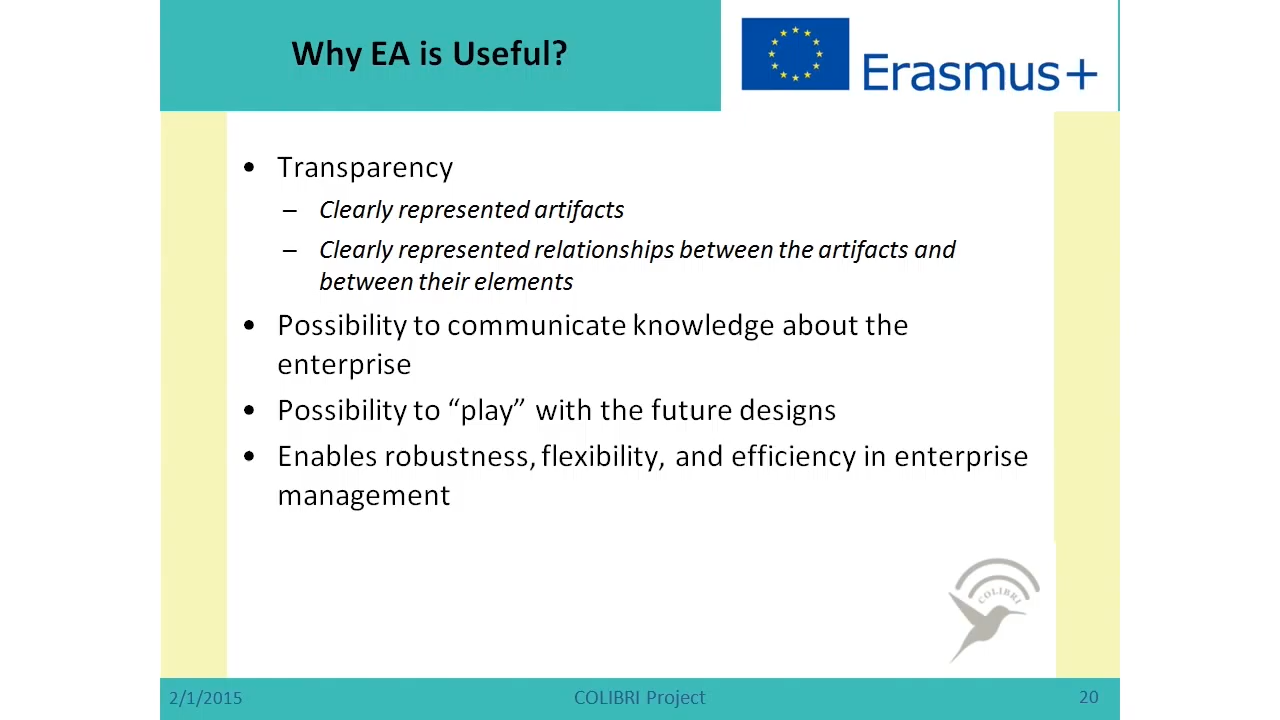 Why EA is Useful?
Erasmus+
• Transparency
– Clearly represented artifacts
– Clearly represented relationships between the artifacts and
between their elements
• Possibility to communicate knowledge about the
enterprise
• Possibility to “play” with the future designs
• Enables robustness, flexibility, and efficiency in enterprise
management
COLIBRI
2/1/2015
COLIBRI Project
20